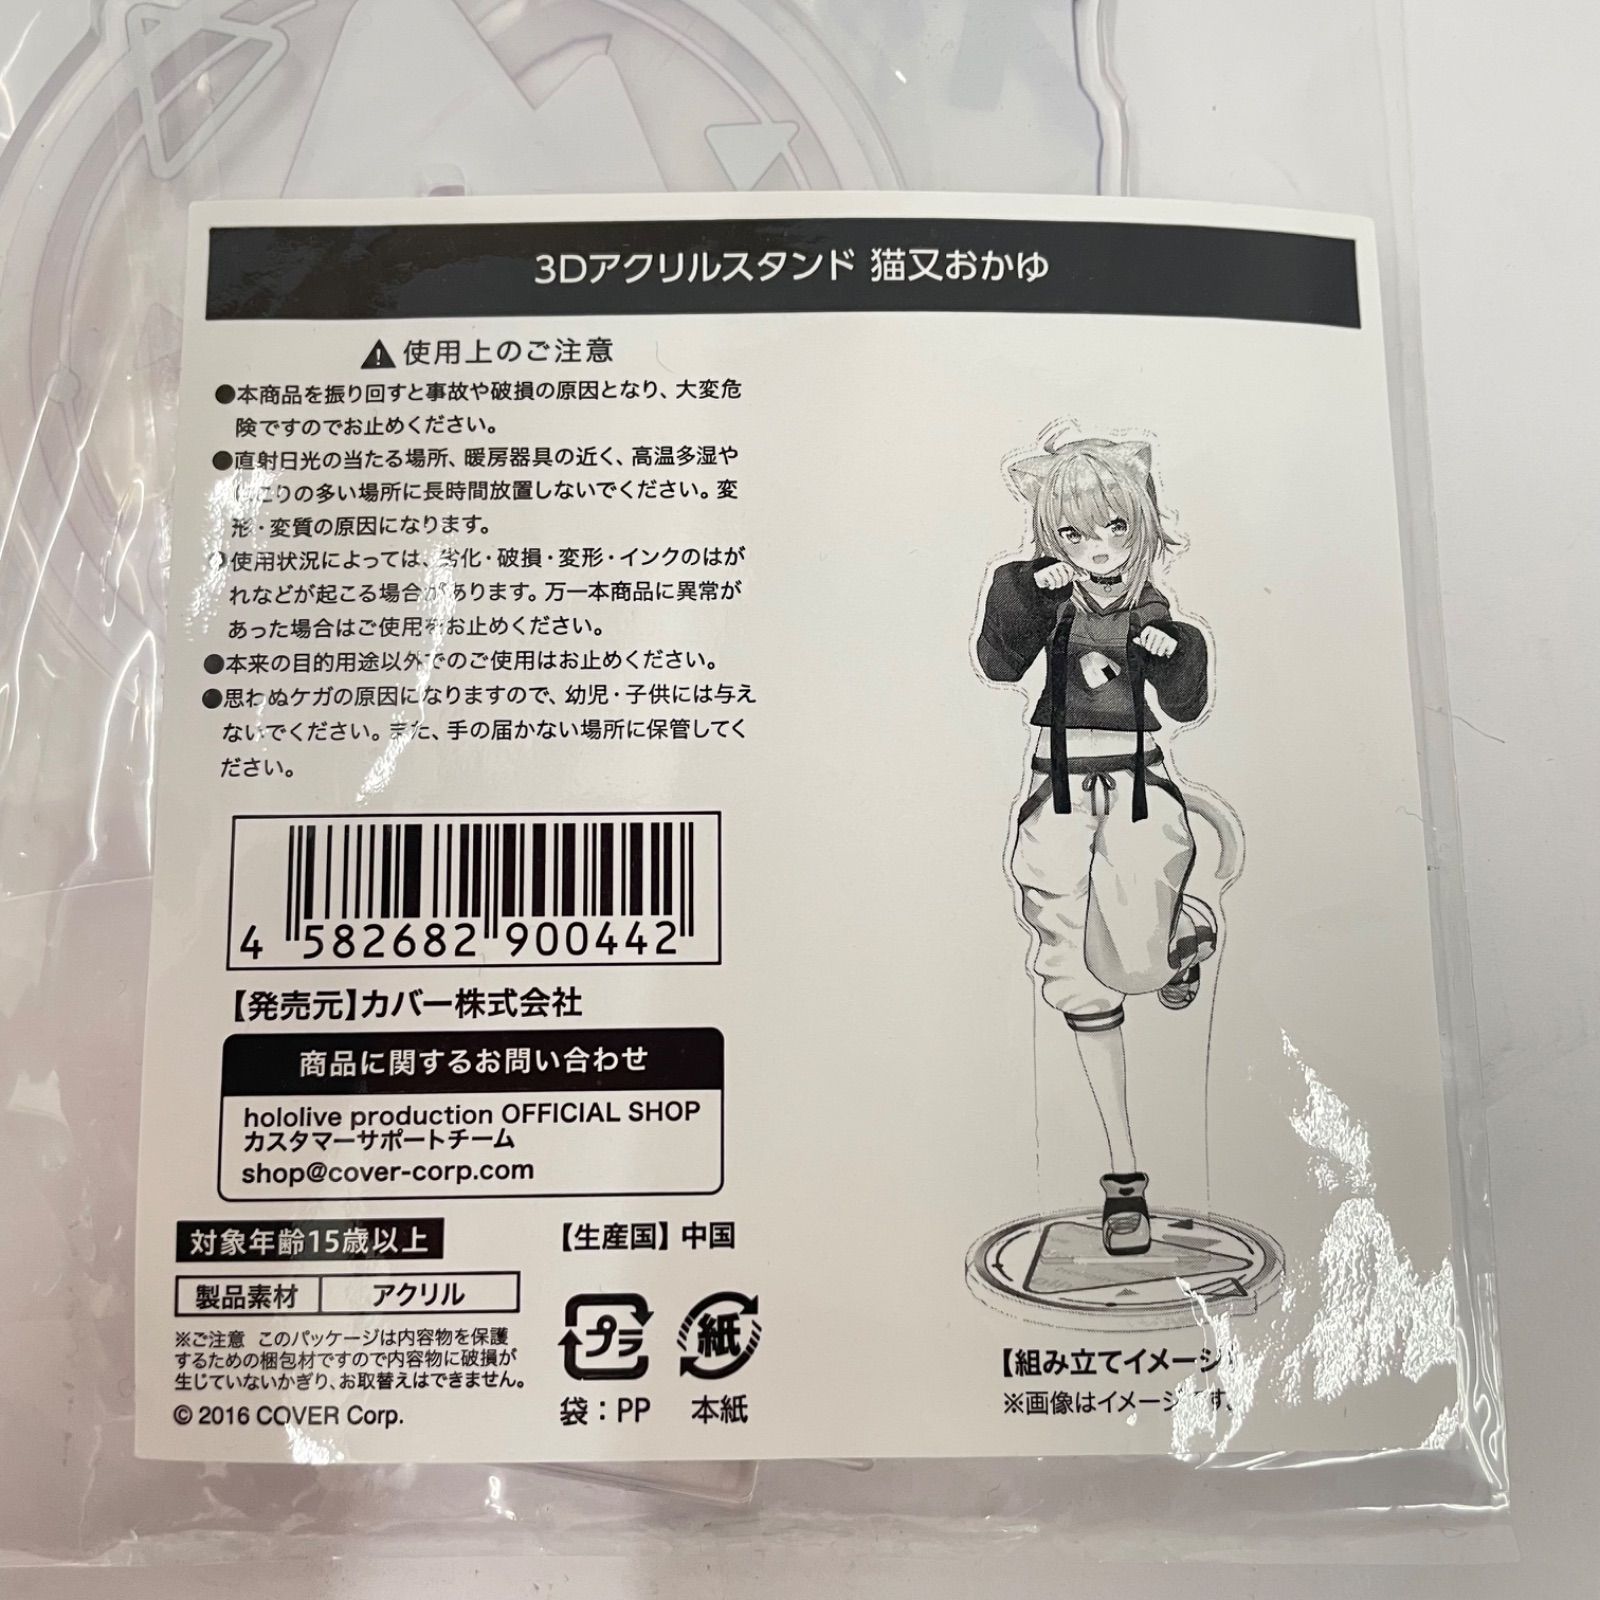 3Dアクリルスタンド 猫又おかゆ
使用上のご注意
●本商品を振り回すと事故や破損の原因となり、大変危
険ですのでお止めください。
●直射日光の当たる場所、暖房器具の近く、高温多湿や
ほこりの多い場所に長時間放置しないでください。変
形・変質の原因になります。
●使用状況によっては、劣化・破損・変形・インクのはが
れなどが起こる場合があります。万一本商品に異常が
あった場合はご使用をお止めください。
●本来の目的用途以外でのご使用はお止めください。
●思わぬケガの原因になりますので、幼児・子供には与え
ないでください。また、手の届かない場所に保管してく
ださい。
4 582682 900442
【発売元】カバー株式会社
商品に関するお問い合わせ
hololive production OFFICIAL SHOP
カスタマーサポートチーム
shop@cover-corp.com
対象年齢15歳以上
【生産国】中国
製品素材 アクリル
※ご注意 このパッケージは内容物を保護
するための梱包材ですので内容物に破損が
生じていないかぎり、お取替えはできません。
© 2016 COVER Corp.
プラ
袋：PP
紙
本紙
【組み立てイメージ】
※画像はイメージです。